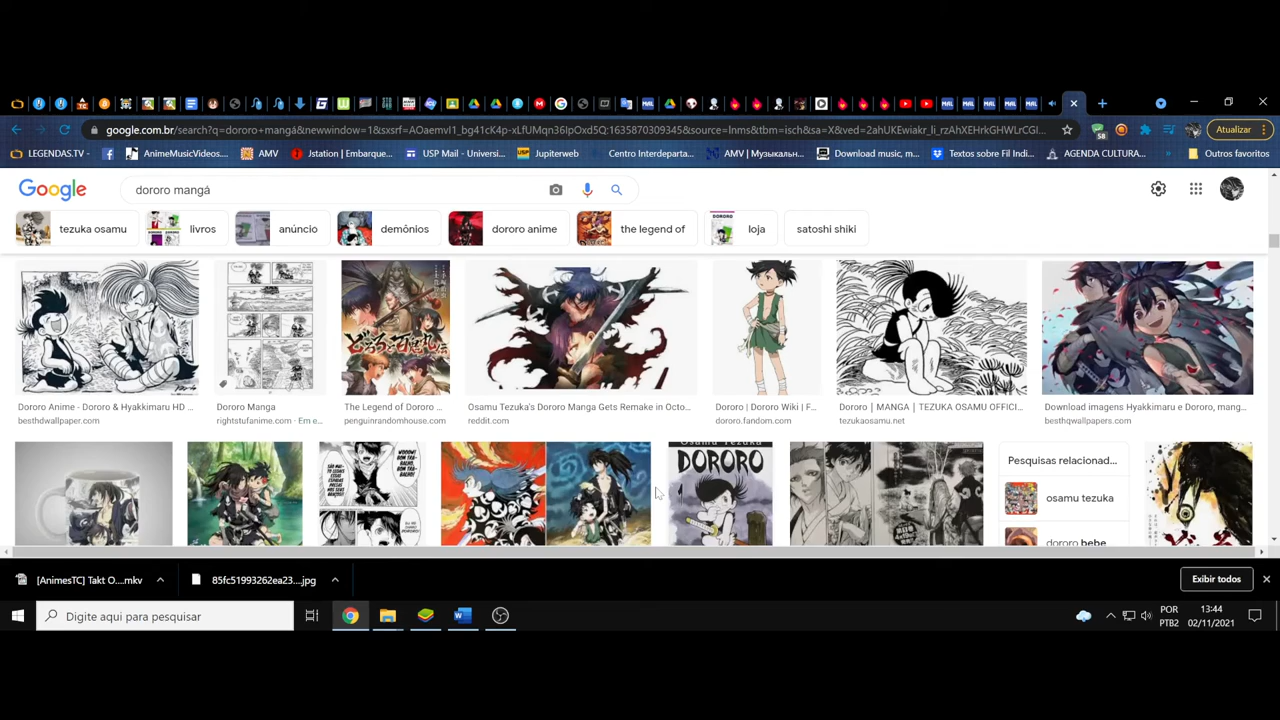 google.com.br/search?q=dororo+mangá&newwindow=1&sxsrf=AOaemvI1_bg41cK4p-xLfUMqn36IpOxd5Q:1635870309345&source=lnms&tbm=isch&sa=X&ved=2ahUKEwiakr_li_rzAhXEHrkGHWLrCGI...
58
Atualizar
LEGENDAS.TV -
AnimeMusicVideos....
AMV
Jstation | Embarque...
USP Mail - Universi...
Jupiterweb
Centro Interdeparta...
AMV | Музыкальн...
Download music, m...
Textos sobre Fil Indi...
AGENDA CULTURA...
Outros favoritos
Google
dororo mangá
tezuka osamu
livros
anúncio
demônios
dororo anime
the legend of
loja
satoshi shiki
Dororo Anime - Dororo & Hyakkimaru HD ...
besthdwallpaper.com
Dororo Manga
rightstufanime.com · Em e...
The Legend of Dororo ...
penguinrandomhouse.com
Osamu Tezuka's Dororo Manga Gets Remake in Octo...
reddit.com
Dororo | Dororo Wiki | F...
dororo.fandom.com
Dororo｜MANGA｜TEZUKA OSAMU OFFICI...
tezukaosamu.net
Download imagens Hyakkimaru e Dororo, mang...
besthqwallpapers.com
Osamu Tezuka
DORORO
Pesquisas relacionad...
osamu tezuka
dororo bebe
[AnimesTC] Takt O....mkv
85fc51993262ea23....jpg
Exibir todos
Digite aqui para pesquisar
POR
PTB2
13:44
02/11/2021